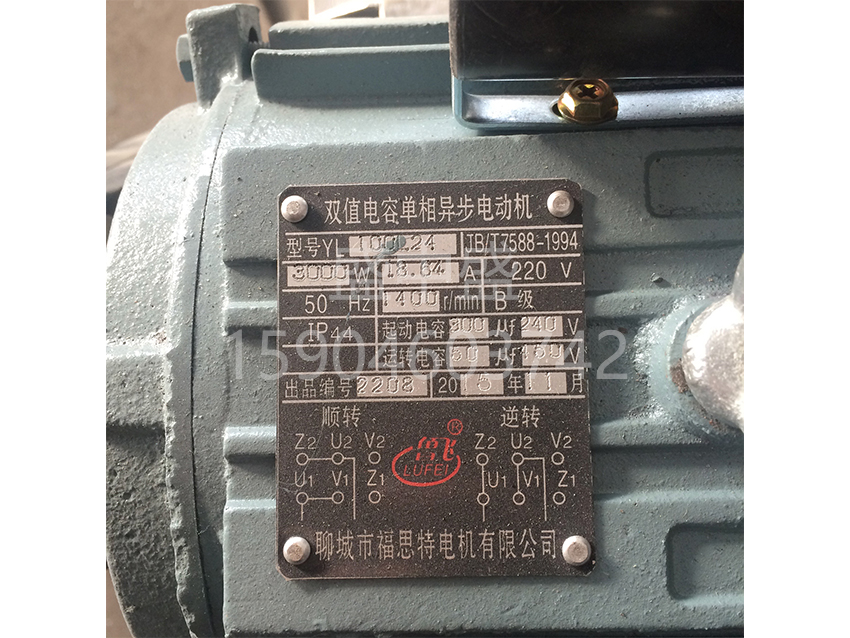 双值电容单相异步电动机
型号YL 100L24 JB/T7588-1994
3000 W 18.64 A 220 V
50 Hz 1400 r/min B 级
IP44 起动电容 300 μf 240 V
运转电容 50 μf 450 V
15904603742
出品编号 2208 2015 年 11 月
顺转 逆转
Z2 U2 V2 Z2 U2 V2
U1 V1 Z1 U1 V1 Z1
鲁飞®
LUFEI
聊城市福思特电机有限公司